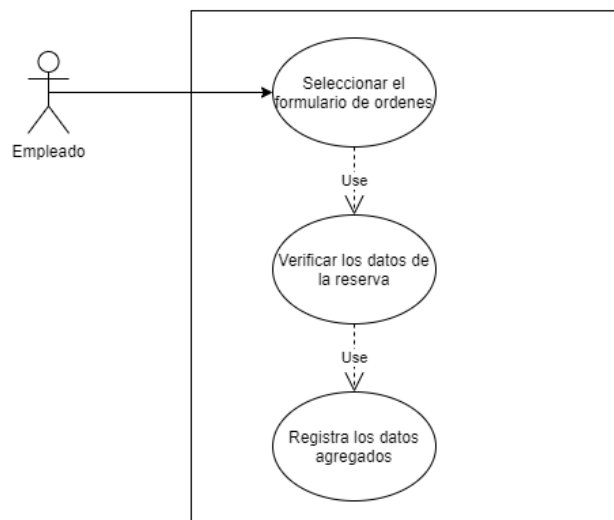 Seleccionar el
formulario de ordenes
Empleado
Use
Verificar los datos de
la reserva
Use
Registra los datos
agregados